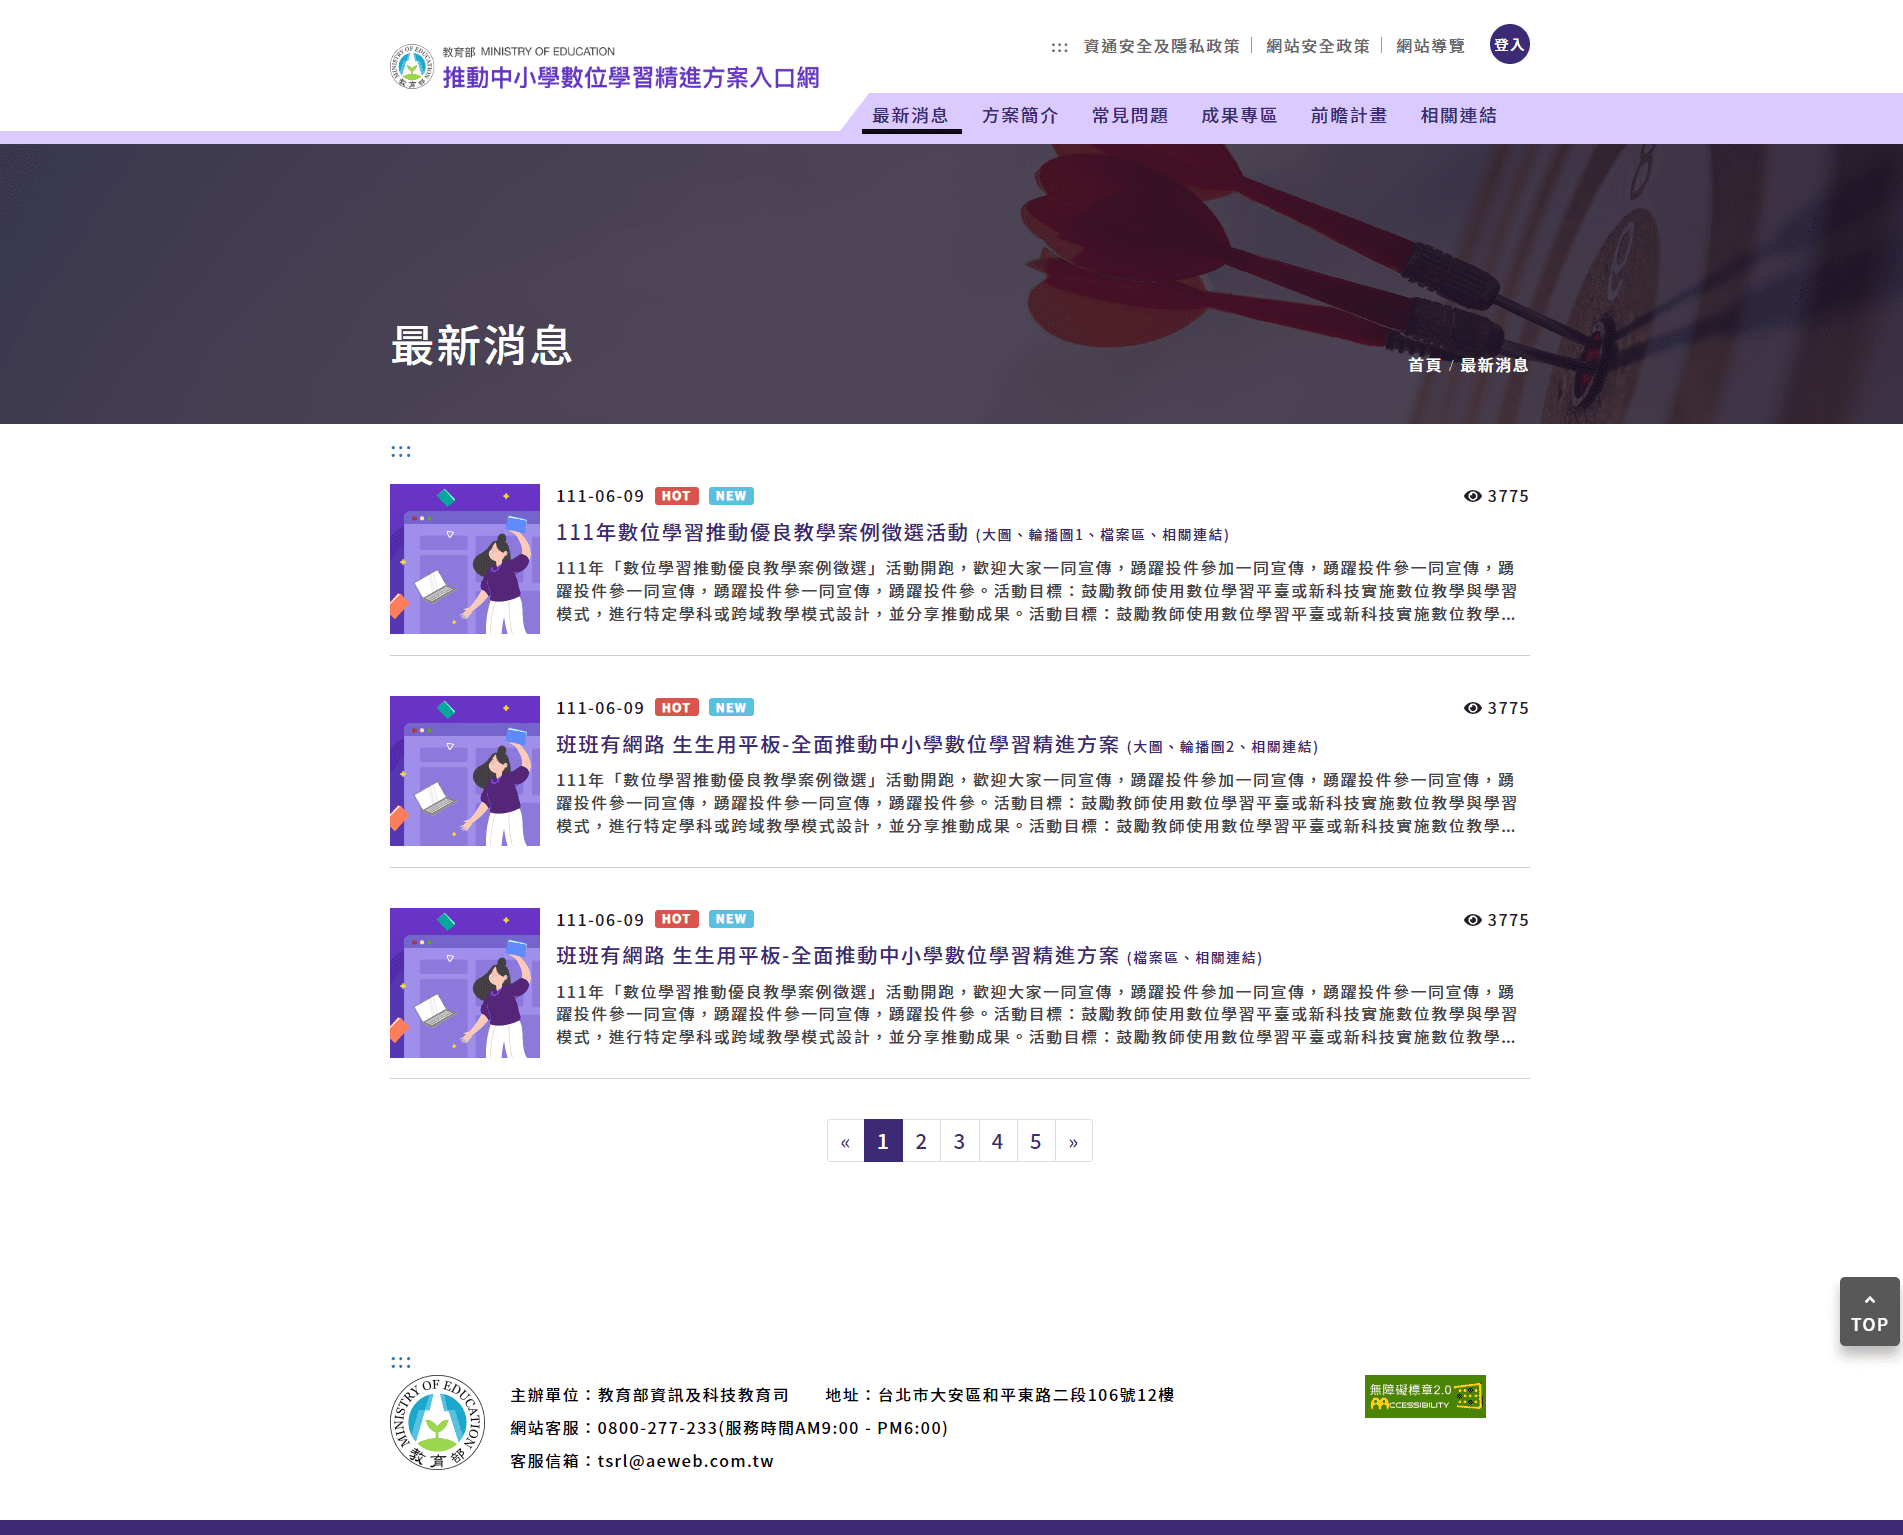 教育部 MINISTRY OF EDUCATION
推動中小學數位學習精進方案入口網
::: 資通安全及隱私政策 網站安全政策 網站導覽 登入
最新消息 方案簡介 常見問題 成果專區 前瞻計畫 相關連結
最新消息
首頁 / 最新消息
:::
111-06-09 HOT NEW 3775
111年數位學習推動優良教學案例徵選活動 (大圖、輪播圖1、檔案區、相關連結)
111年「數位學習推動優良教學案例徵選」活動開跑，歡迎大家一同宣傳，踴躍投件參加一同宣傳，踴躍投件參一同宣傳，踴
躍投件參一同宣傳，踴躍投件參一同宣傳，踴躍投件參。活動目標：鼓勵教師使用數位學習平臺或新科技實施數位教學與學習
模式，進行特定學科或跨域教學模式設計，並分享推動成果。活動目標：鼓勵教師使用數位學習平臺或新科技實施數位教學...
111-06-09 HOT NEW 3775
班班有網路 生生用平板-全面推動中小學數位學習精進方案 (大圖、輪播圖2、相關連結)
111年「數位學習推動優良教學案例徵選」活動開跑，歡迎大家一同宣傳，踴躍投件參加一同宣傳，踴躍投件參一同宣傳，踴
躍投件參一同宣傳，踴躍投件參一同宣傳，踴躍投件參。活動目標：鼓勵教師使用數位學習平臺或新科技實施數位教學與學習
模式，進行特定學科或跨域教學模式設計，並分享推動成果。活動目標：鼓勵教師使用數位學習平臺或新科技實施數位教學...
111-06-09 HOT NEW 3775
班班有網路 生生用平板-全面推動中小學數位學習精進方案 (檔案區、相關連結)
111年「數位學習推動優良教學案例徵選」活動開跑，歡迎大家一同宣傳，踴躍投件參加一同宣傳，踴躍投件參一同宣傳，踴
躍投件參一同宣傳，踴躍投件參一同宣傳，踴躍投件參。活動目標：鼓勵教師使用數位學習平臺或新科技實施數位教學與學習
模式，進行特定學科或跨域教學模式設計，並分享推動成果。活動目標：鼓勵教師使用數位學習平臺或新科技實施數位教學...
« 1 2 3 4 5 »
TOP
:::
MINISTRY OF EDUCATION 教育部
主辦單位：教育部資訊及科技教育司 地址：台北市大安區和平東路二段106號12樓
網站客服：0800-277-233(服務時間AM9:00 - PM6:00)
客服信箱：tsrl@aeweb.com.tw
無障礙標章2.0
ACCESSIBILITY